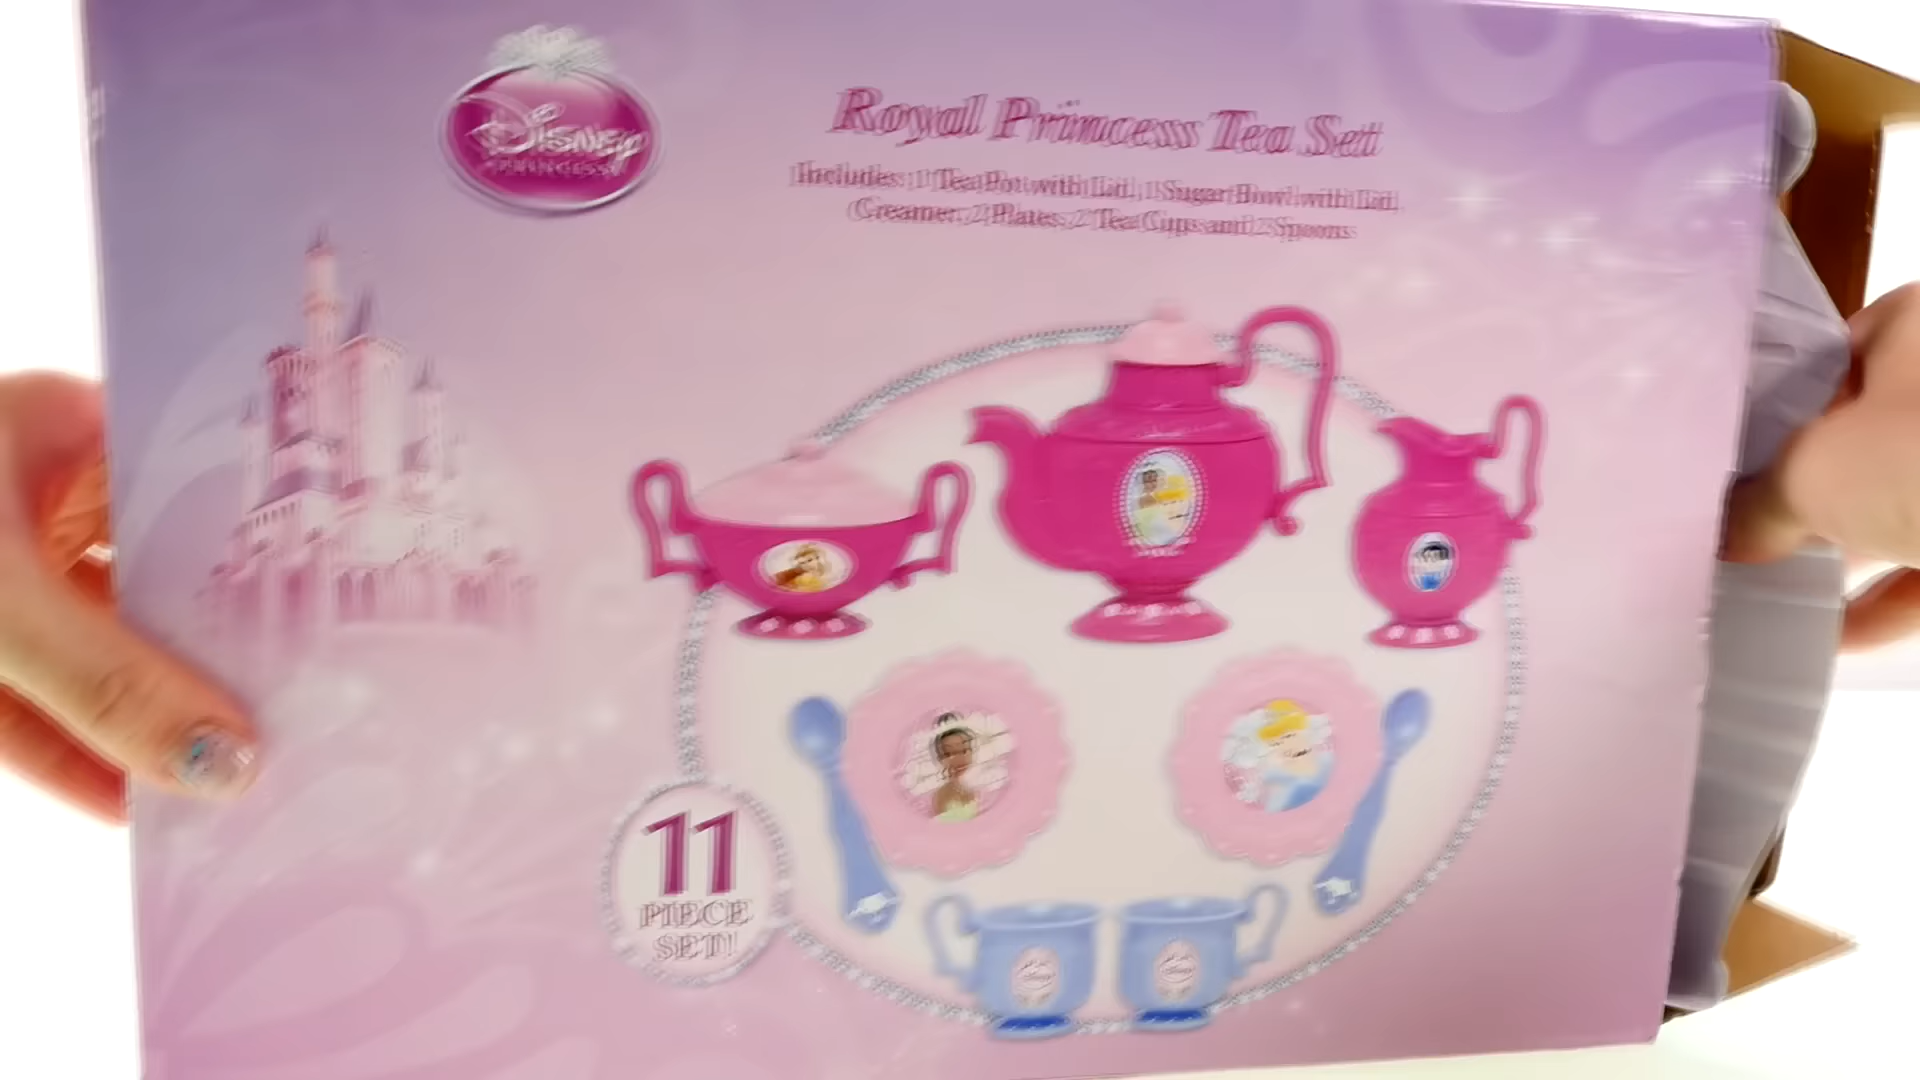 Disney
PRINCESS
Royal Princess Tea Set
Includes: 1 Tea Pot with Lid, 1 Sugar Bowl with Lid,
Creamer, 2 Plates, 2 Tea Cups and 2 Spoons
11
PIECE
SET!